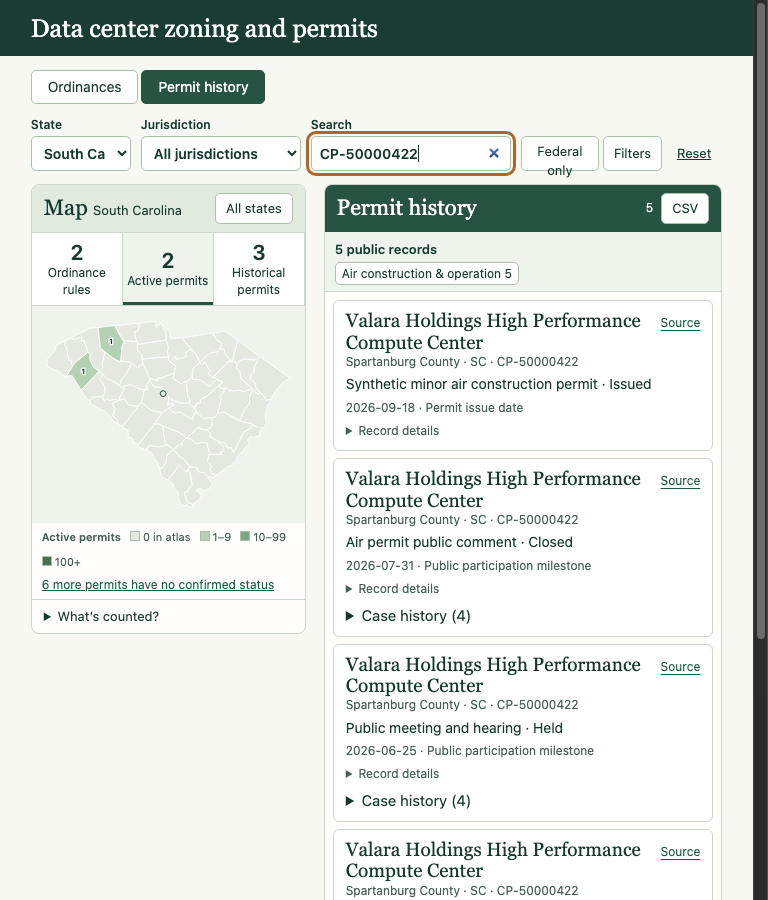 Data center zoning and permits
Ordinances
Permit history
State
Jurisdiction
Search
South Ca
All jurisdictions
CP-50000422
Federal
only
Filters
Reset
Map South Carolina
All states
2
Ordinance
rules
2
Active permits
3
Historical
permits
1
1
Active permits 0 in atlas 1–9 10–99
100+
6 more permits have no confirmed status
What's counted?
Permit history
5
CSV
5 public records
Air construction & operation 5
Valara Holdings High Performance
Compute Center
Source
Spartanburg County · SC · CP-50000422
Synthetic minor air construction permit · Issued
2026-09-18 · Permit issue date
Record details
Valara Holdings High Performance
Compute Center
Source
Spartanburg County · SC · CP-50000422
Air permit public comment · Closed
2026-07-31 · Public participation milestone
Record details
Case history (4)
Valara Holdings High Performance
Compute Center
Source
Spartanburg County · SC · CP-50000422
Public meeting and hearing · Held
2026-06-25 · Public participation milestone
Record details
Case history (4)
Valara Holdings High Performance
Compute Center
Source
Spartanburg County · SC · CP-50000422